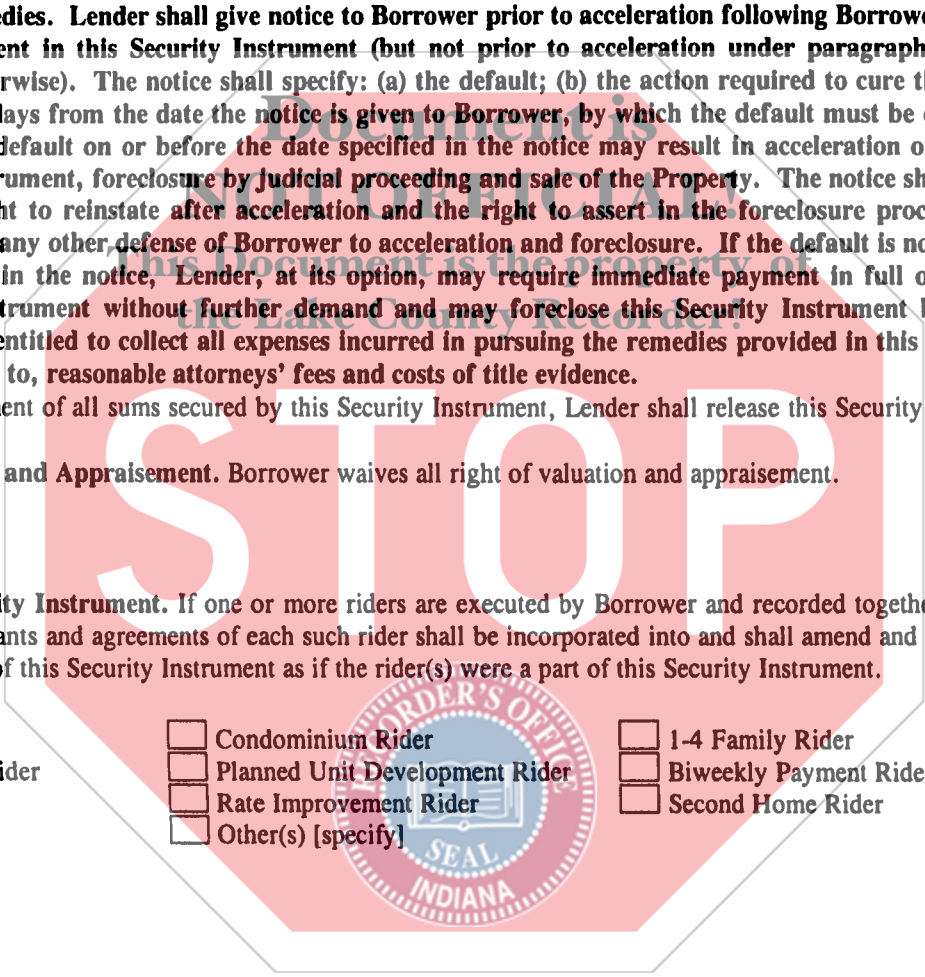 edies. Lender shall give notice to Borrower prior to acceleration following Borrowe
ent in this Security Instrument (but not prior to acceleration under paragraph
rwise). The notice shall specify: (a) the default; (b) the action required to cure th
days from the date the notice is given to Borrower, by which the default must be
Document is
default on or before the date specified in the notice may result in acceleration o
rument, foreclosure by judicial proceeding and sale of the Property. The notice sh
NOT OFFICIAL!
ht to reinstate after acceleration and the right to assert in the foreclosure proc
any other defense of Borrower to acceleration and foreclosure. If the default is no
This Document is the property of
in the notice, Lender, at its option, may require immediate payment in full o
trument without further demand and may foreclose this Security Instrument
the Lake County Recorder!
entitled to collect all expenses incurred in pursuing the remedies provided in this
to, reasonable attorneys' fees and costs of title evidence.
ent of all sums secured by this Security Instrument, Lender shall release this Security
STOP
and Appraisement. Borrower waives all right of valuation and appraisement.
ity Instrument. If one or more riders are executed by Borrower and recorded togethe
ants and agreements of each such rider shall be incorporated into and shall amend and
of this Security Instrument as if the rider(s) were a part of this Security Instrument.
RECORDER'S OFFICE
Condominium Rider 1-4 Family Rider
ider Planned Unit Development Rider Biweekly Payment Ride
Rate Improvement Rider Second Home Rider
Other(s) [specify]
SEAL
INDIANA